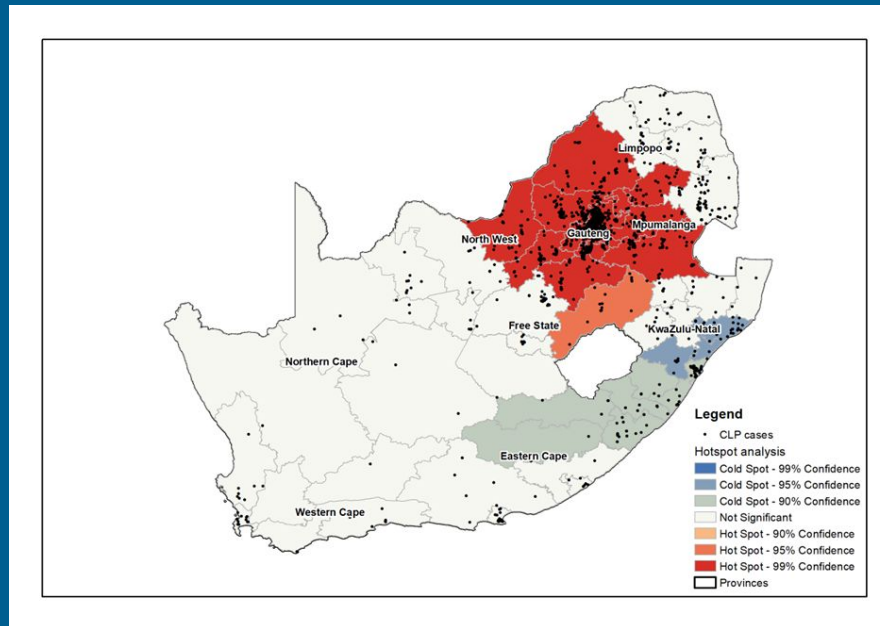 Limpopo
North West
Gauteng
Mpumalanga
Free State
KwaZulu-Natal
Northern Cape
Eastern Cape
Western Cape
Legend
CLP cases
Hotspot analysis
Cold Spot - 99% Confidence
Cold Spot - 95% Confidence
Cold Spot - 90% Confidence
Not Significant
Hot Spot - 90% Confidence
Hot Spot - 95% Confidence
Hot Spot - 99% Confidence
Provinces